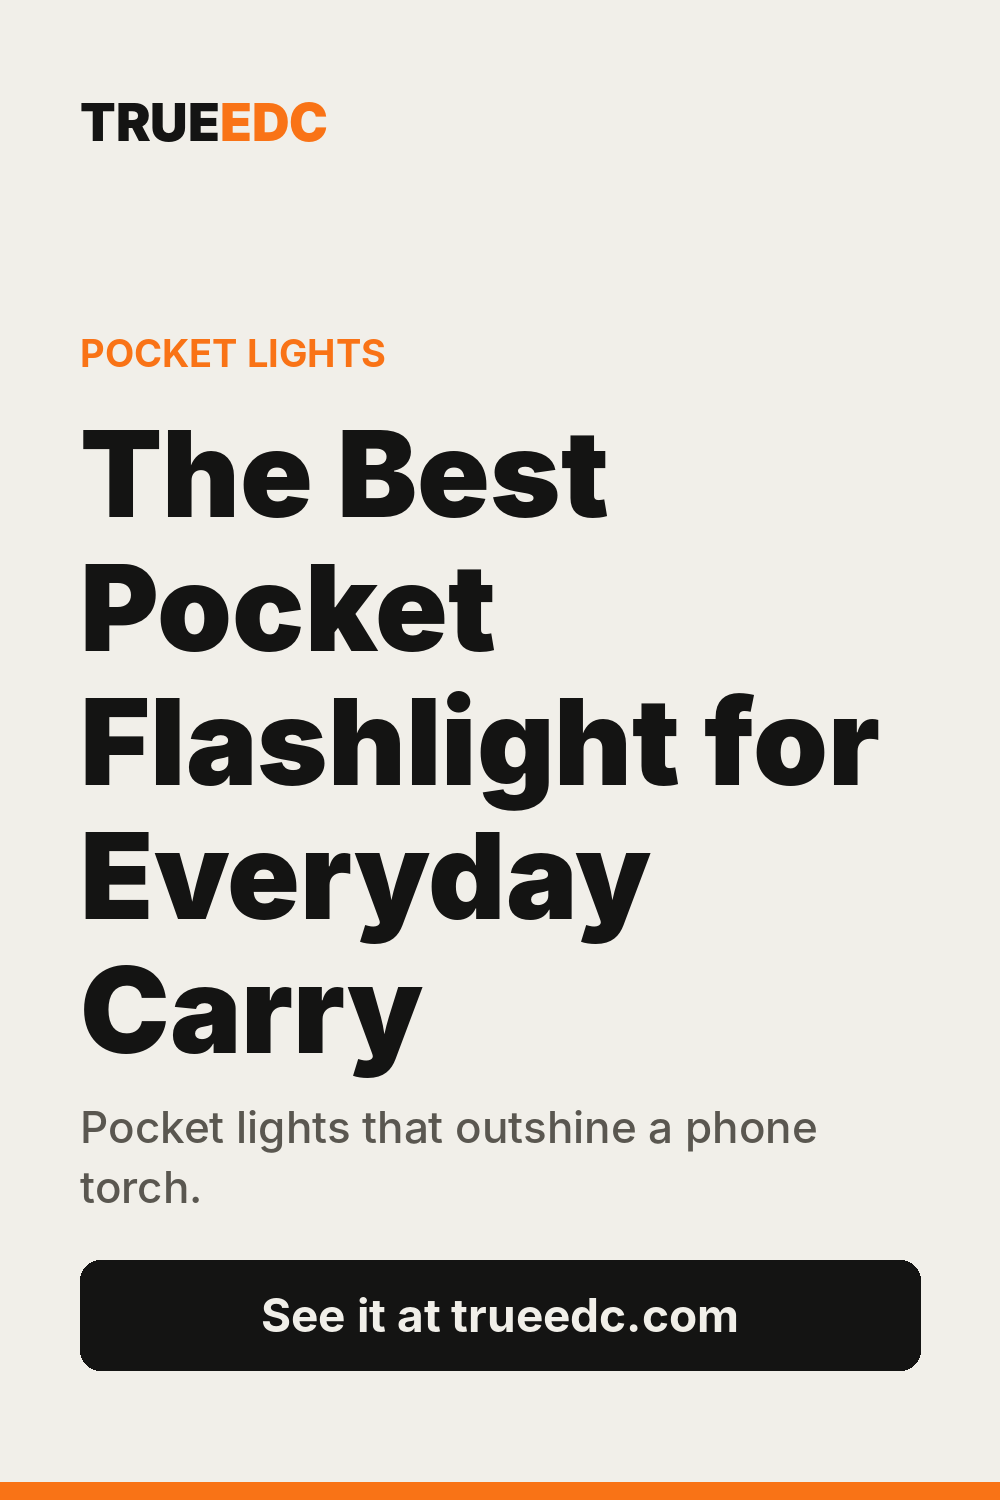 TRUEEDC
POCKET LIGHTS
The Best
Pocket
Flashlight for
Everyday
Carry
Pocket lights that outshine a phone
torch.
See it at trueedc.com